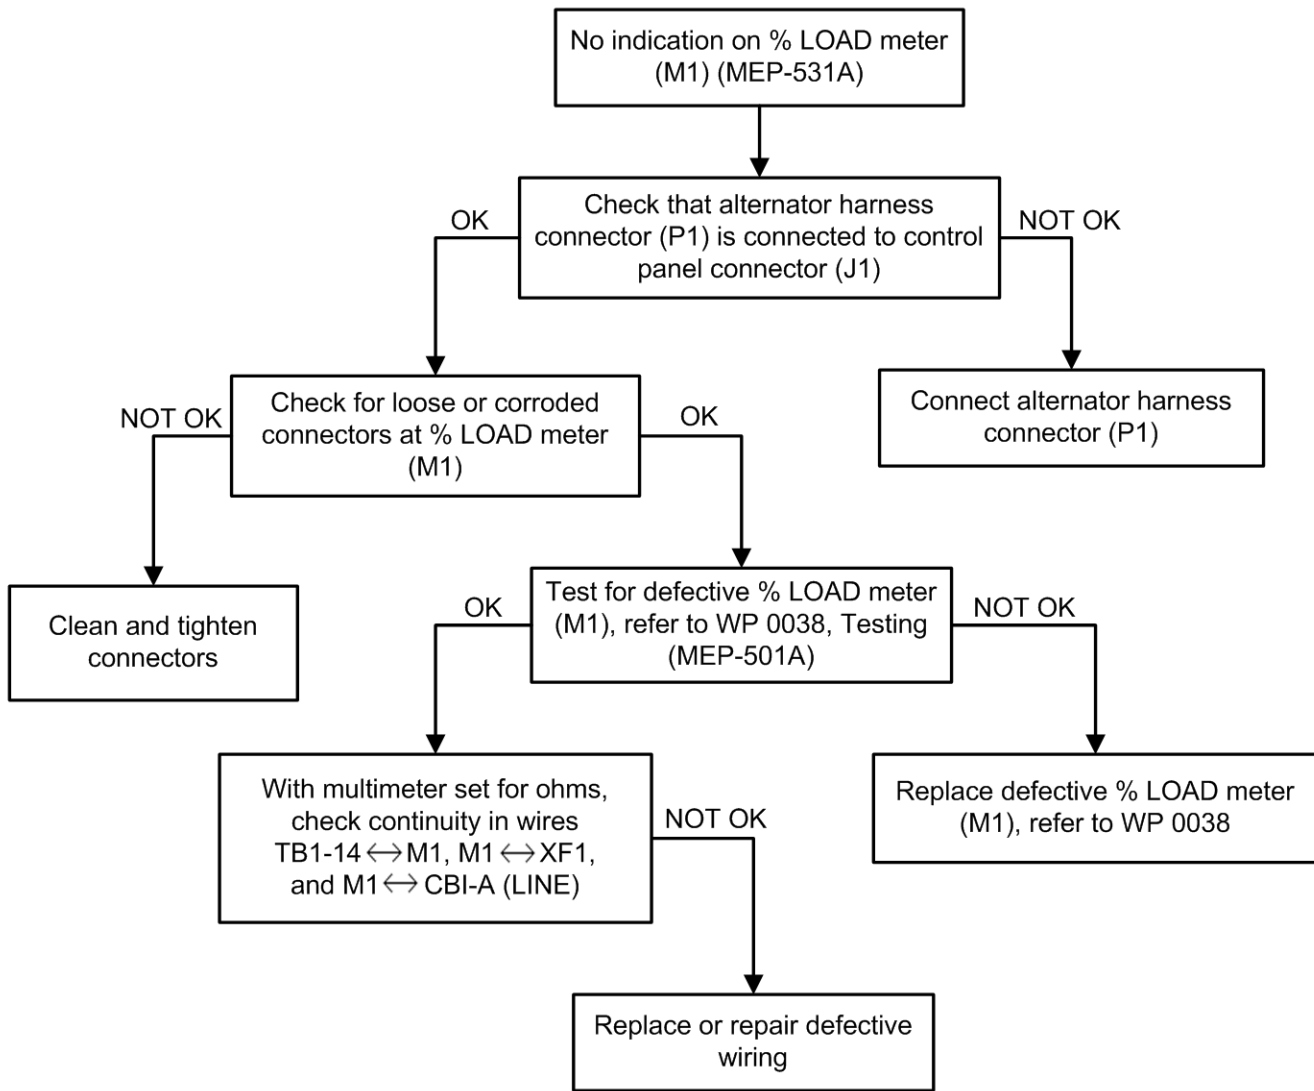 No indication on % LOAD meter
(M1) (MEP-531A)
Check that alternator harness
connector (P1) is connected to control
panel connector (J1)
OK
NOT OK
Check for loose or corroded
connectors at % LOAD meter
(M1)
NOT OK
OK
Connect alternator harness
connector (P1)
Clean and tighten
connectors
Test for defective % LOAD meter
(M1), refer to WP 0038, Testing
(MEP-501A)
OK
NOT OK
With multimeter set for ohms,
check continuity in wires
TB1-14 ↔ M1, M1 ↔ XF1,
and M1 ↔ CBI-A (LINE)
NOT OK
Replace defective % LOAD meter
(M1), refer to WP 0038
Replace or repair defective
wiring